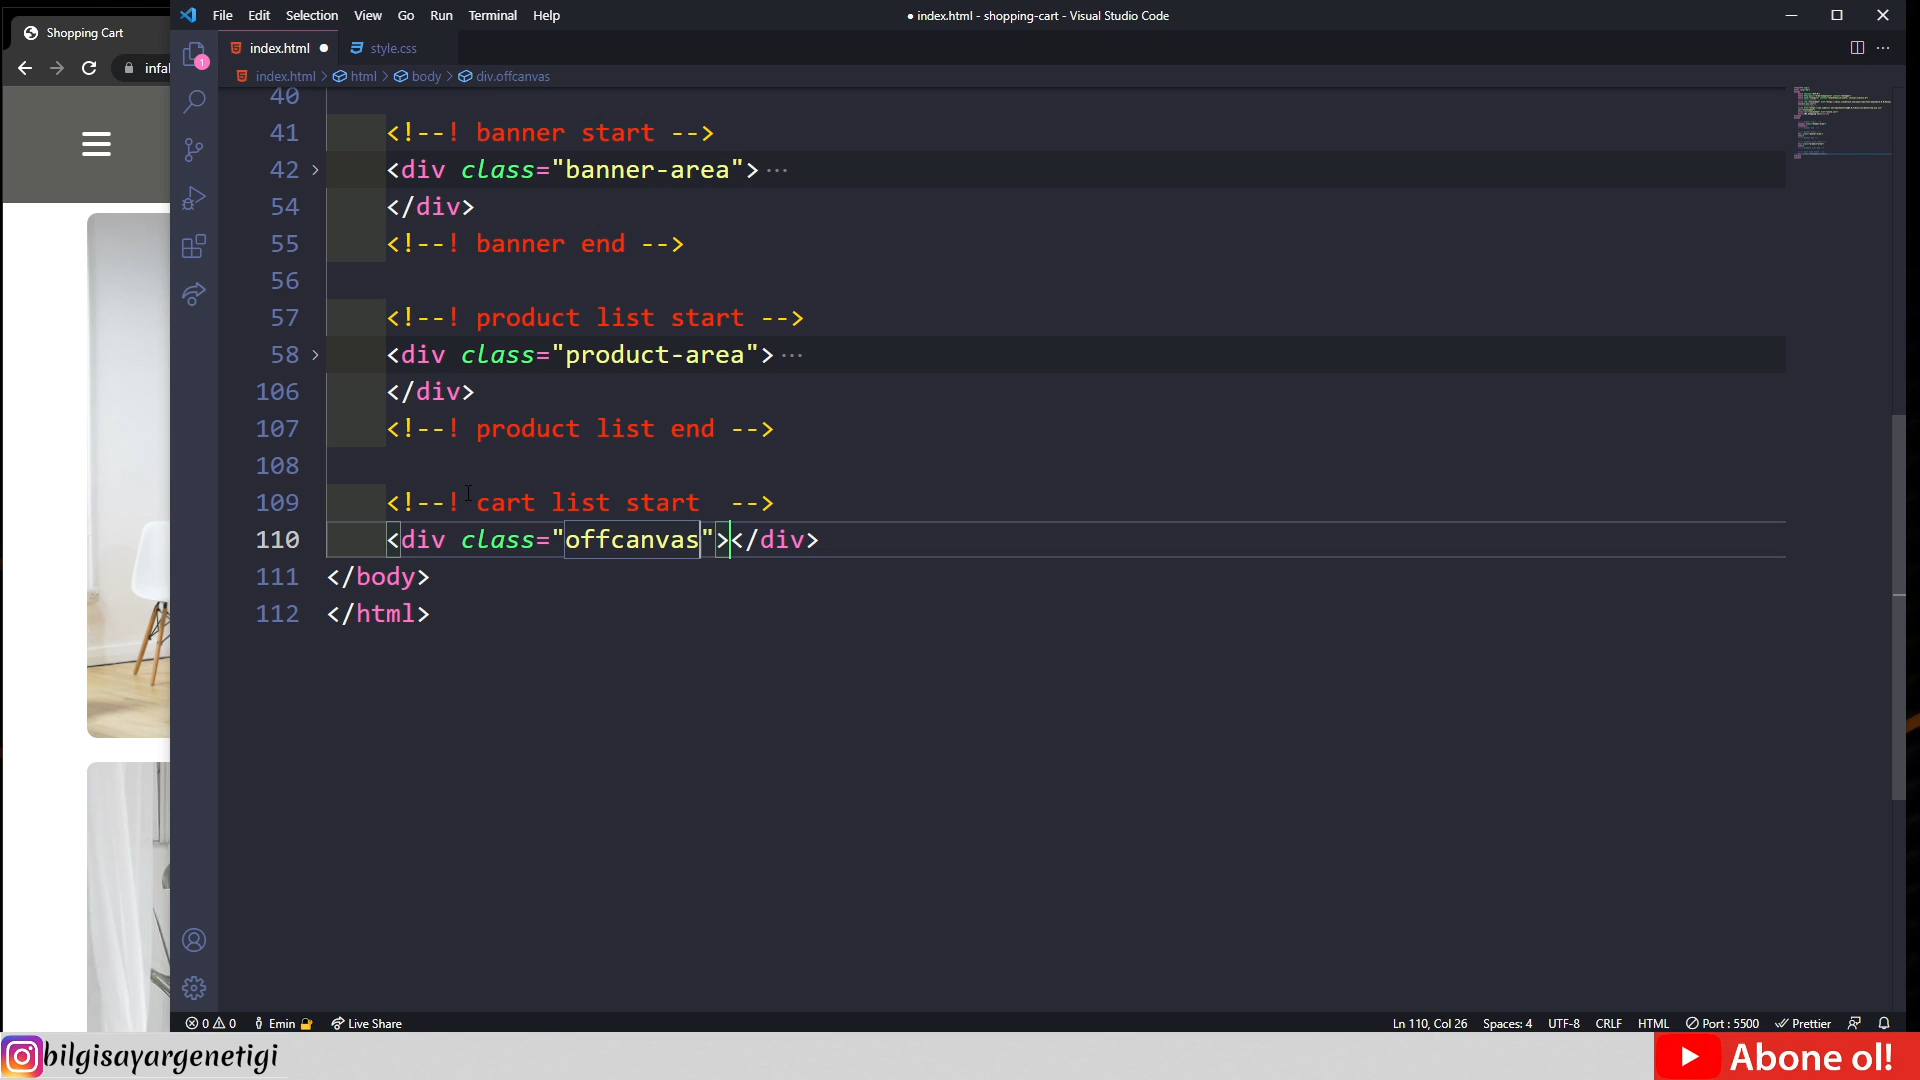 Shopping Cart
infal
File Edit Selection View Go Run Terminal Help
● index.html - shopping-cart - Visual Studio Code
index.html ● style.css
index.html > html > body > div.offcanvas
1
40
41 <!--! banner start -->
42 > <div class="banner-area">···
54 </div>
55 <!--! banner end -->
56
57 <!--! product list start -->
58 > <div class="product-area">···
106 </div>
107 <!--! product list end -->
108
109 <!--! cart list start  -->
110 <div class="offcanvas"></div>
111 </body>
112 </html>
0 0 Emin Live Share
Ln 110, Col 26 Spaces: 4 UTF-8 CRLF HTML Port : 5500 Prettier
bilgisayargenetigi
Abone ol!